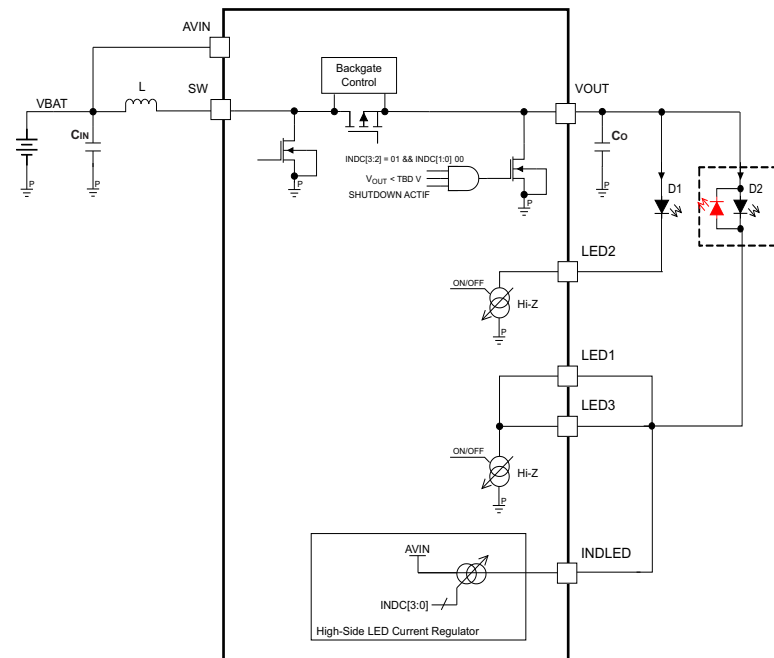 AVIN
SW
L
VBAT
CIN
P
P
Backgate
Control
VOUT
INDC[3:2] = 01 && INDC[1:0] 00
VOUT < TBD V
SHUTDOWN ACTIF
P
P
CO
P
D1
D2
LED2
ON/OFF
Hi-Z
P
LED1
LED3
ON/OFF
Hi-Z
P
INDLED
AVIN
INDC[3:0]
High-Side LED Current Regulator